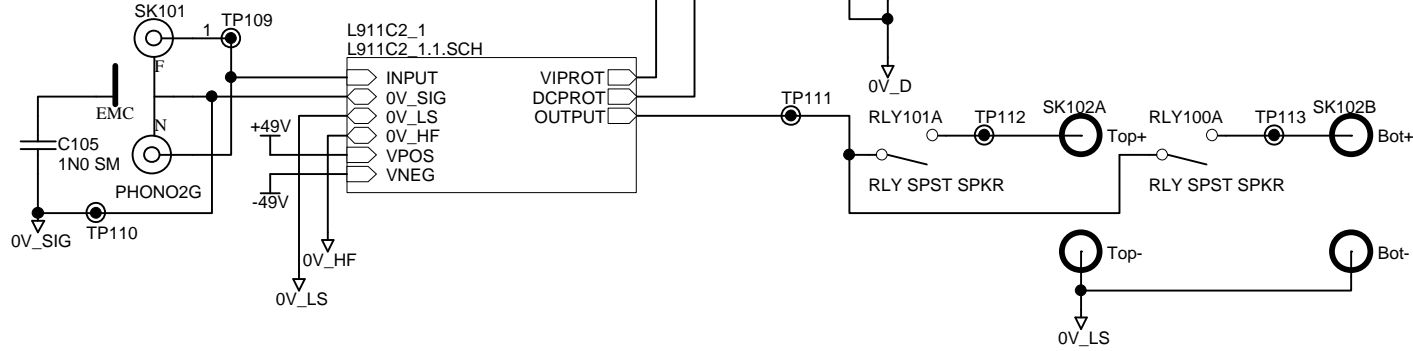 SK101
1
TP109
F
EMC
N
C105
1N0 SM
PHONO2G
TP110
0V_SIG
L911C2_1
L911C2_1.1.SCH
INPUT
0V_SIG
0V_LS
0V_HF
VPOS
VNEG
VIPROT
DCPROT
OUTPUT
+49V
-49V
0V_HF
0V_LS
0V_D
TP111
RLY101A
TP112
SK102A
Top+
RLY SPST SPKR
RLY100A
TP113
SK102B
Bot+
RLY SPST SPKR
Top-
Bot-
0V_LS